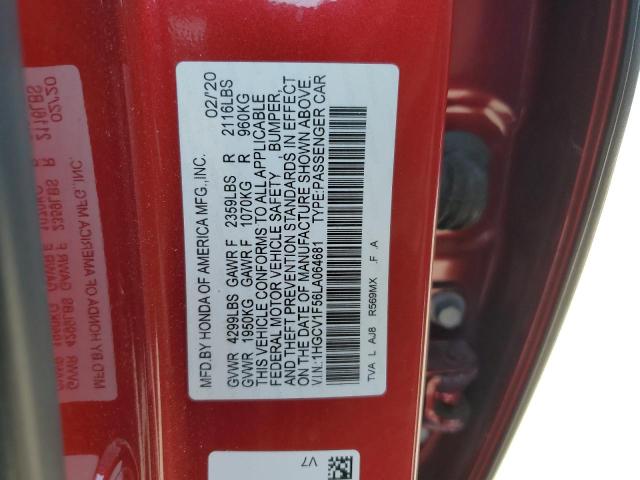 MFD.BY HONDA OF AMERICA MFG.,INC. 02/'20
GVWR 4299LBS GAWR F 2359LBS R 2116LBS
GVWR 1950KG GAWR F 1070KG R 960KG
THIS VEHICLE CONFORMS TO ALL APPLICABLE
FEDERAL MOTOR VEHICLE SAFETY , BUMPER,
AND THEFT PREVENTION STANDARDS IN EFFECT
ON THE DATE OF MANUFACTURE SHOWN ABOVE.
V.I.N.:1HGCV1F56LA064681 TYPE:PASSENGER CAR
TVA L AJ8 R569MX .F .A
V7